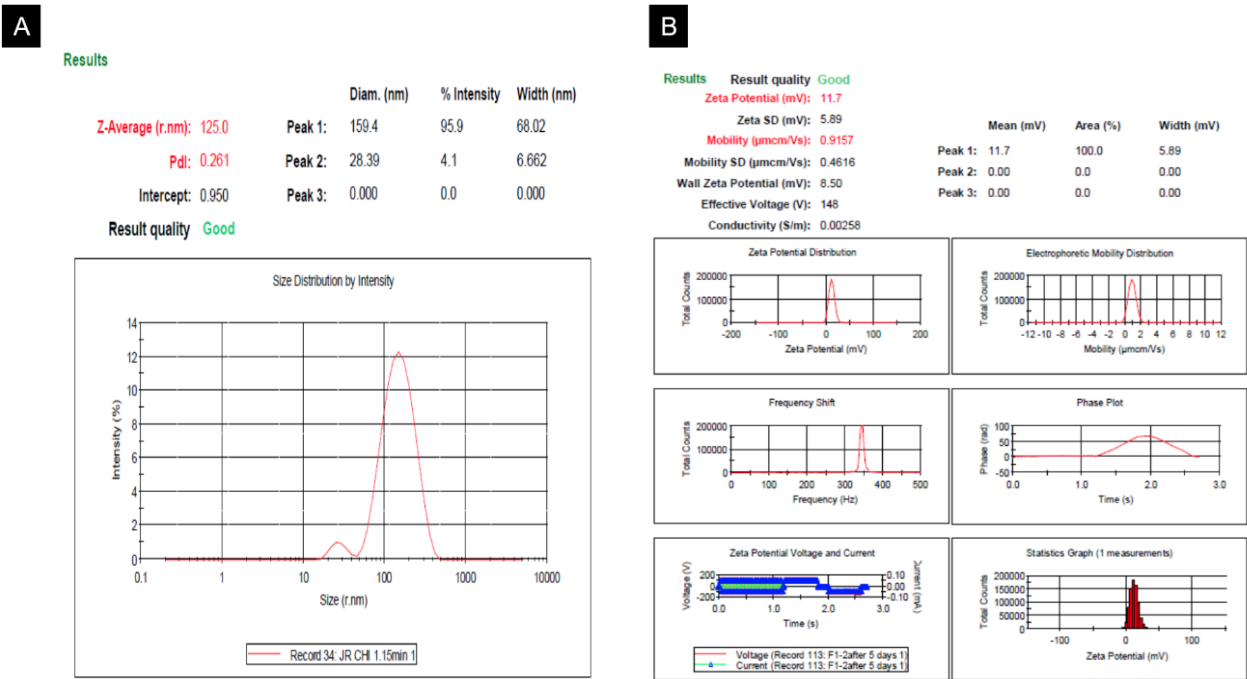 A
Results
Diam. (nm) % Intensity Width (nm)
Z-Average (r.nm): 125.0 Peak 1: 159.4 95.9 68.02
PdI: 0.261 Peak 2: 28.39 4.1 6.662
Intercept: 0.950 Peak 3: 0.000 0.0 0.000
Result quality Good
Size Distribution by Intensity
14
12
10
8
6
4
2
0
Intensity (%)
0.1 1 10 100 1000 10000
Size (r.nm)
Record 34: JR CHI 1.15min 1
B
Results Result quality Good
Zeta Potential (mV): 11.7
Zeta SD (mV): 5.89
Mobility (µmcm/Vs): 0.9157
Mobility SD (µmcm/Vs): 0.4616
Wall Zeta Potential (mV): 8.50
Effective Voltage (V): 148
Conductivity (S/m): 0.00258
Mean (mV) Area (%) Width (mV)
Peak 1: 11.7 100.0 5.89
Peak 2: 0.00 0.0 0.00
Peak 3: 0.00 0.0 0.00
Zeta Potential Distribution
Total Counts
200000
100000
0
-200 -100 0 100 200
Zeta Potential (mV)
Electrophoretic Mobility Distribution
Total Counts
200000
100000
0
-12 -10 -8 -6 -4 -2 0 2 4 6 8 10 12
Mobility (µmcm/Vs)
Frequency Shift
Total Counts
200000
100000
0
0 100 200 300 400 500
Frequency (Hz)
Phase Plot
Phase (rad)
100
50
0
-50
0.0 1.0 2.0 3.0
Time (s)
Zeta Potential Voltage and Current
Voltage (V)
200
0
-200
0.10
0.00
-0.10
Current (mA)
0.0 1.0 2.0 3.0
Time (s)
Voltage (Record 113: F1-2after 5 days 1)
Current (Record 113: F1-2after 5 days 1)
Statistics Graph (1 measurements)
Total Counts
200000
150000
100000
50000
0
-100 0 100
Zeta Potential (mV)